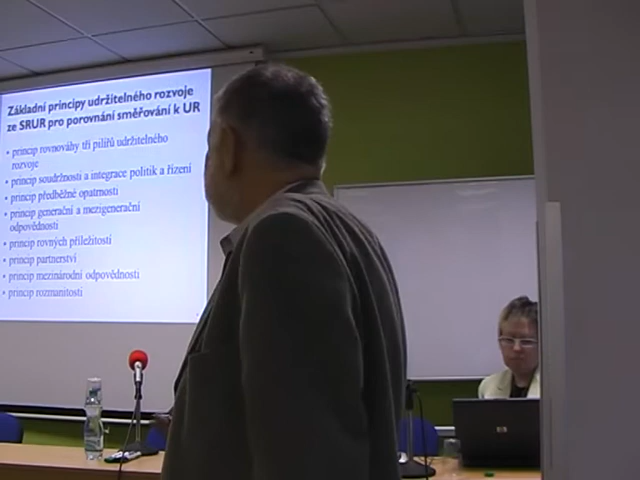 Základní principy udržitelného rozvoje
ze SRUR pro porovnání směřování k UR
• princip rovnováhy tří pilířů udržitelného
rozvoje
• princip soudržnosti a integrace politik a řízení
• princip předběžné opatrnosti
• princip generační a mezigenerační
odpovědnosti
• princip rovných příležitostí
• princip partnerství
• princip mezinárodní odpovědnosti
• princip rozmanitosti
hp